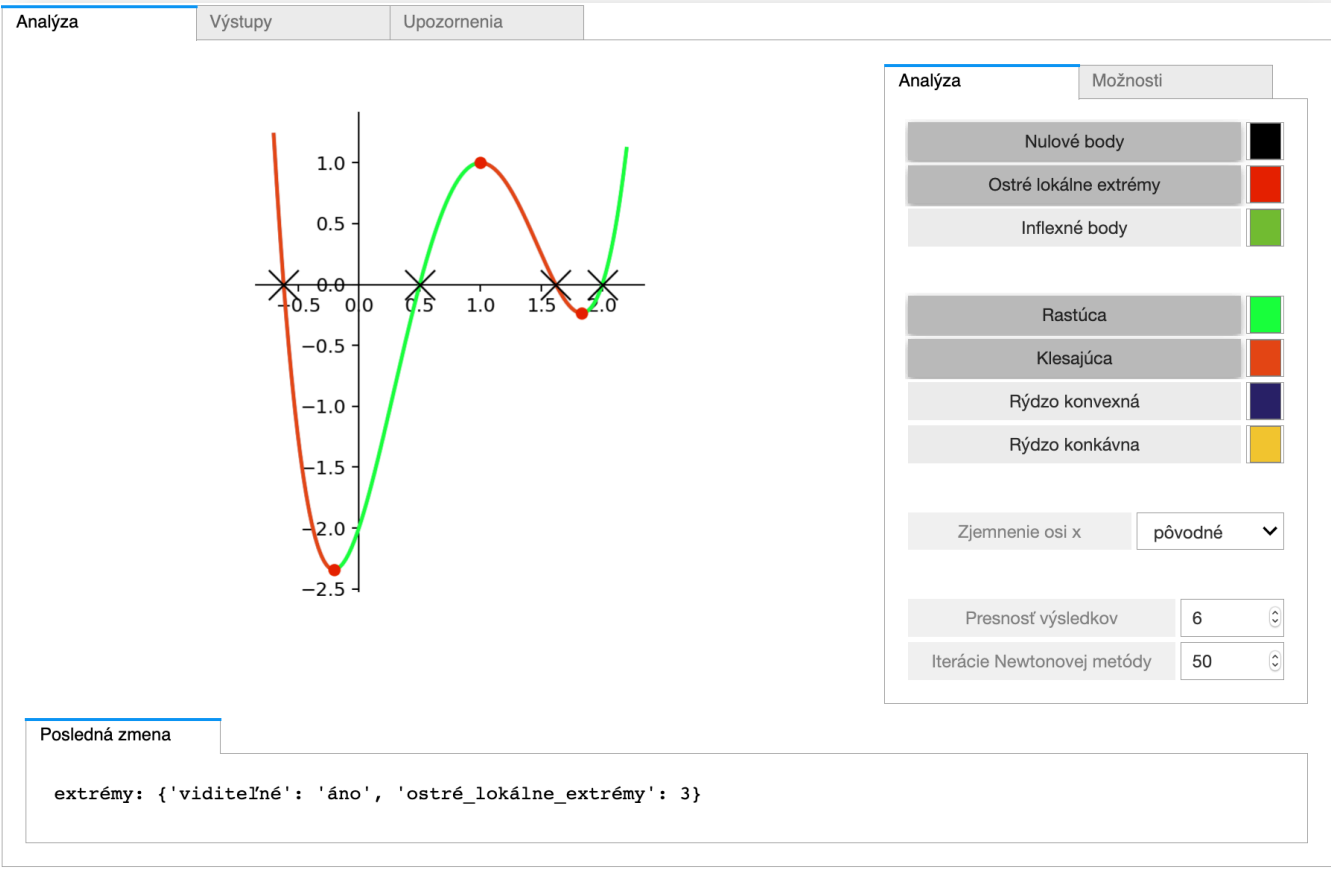 Analýza
Výstupy
Upozornenia
Analýza
Možnosti
1.0
0.5
0.0
−0.5
0.0
0.5
1.0
1.5
2.0
−0.5
−1.0
−1.5
−2.0
−2.5
Nulové body
Ostré lokálne extrémy
Inflexné body
Rastúca
Klesajúca
Rýdzo konvexná
Rýdzo konkávna
Zjemnenie osi x
pôvodné
Presnosť výsledkov
6
Iterácie Newtonovej metódy
50
Posledná zmena
extrémy: {'viditeľné': 'áno', 'ostré_lokálne_extrémy': 3}